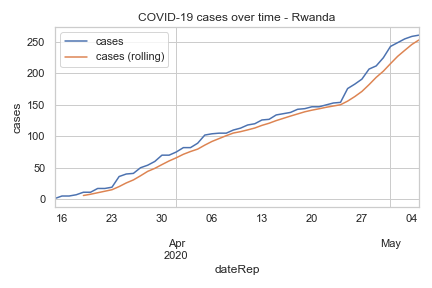 COVID-19 cases over time - Rwanda
cases
cases (rolling)
250
200
150
100
50
0
cases
16 23 30 06 13 20 27 04
Apr May
2020
dateRep